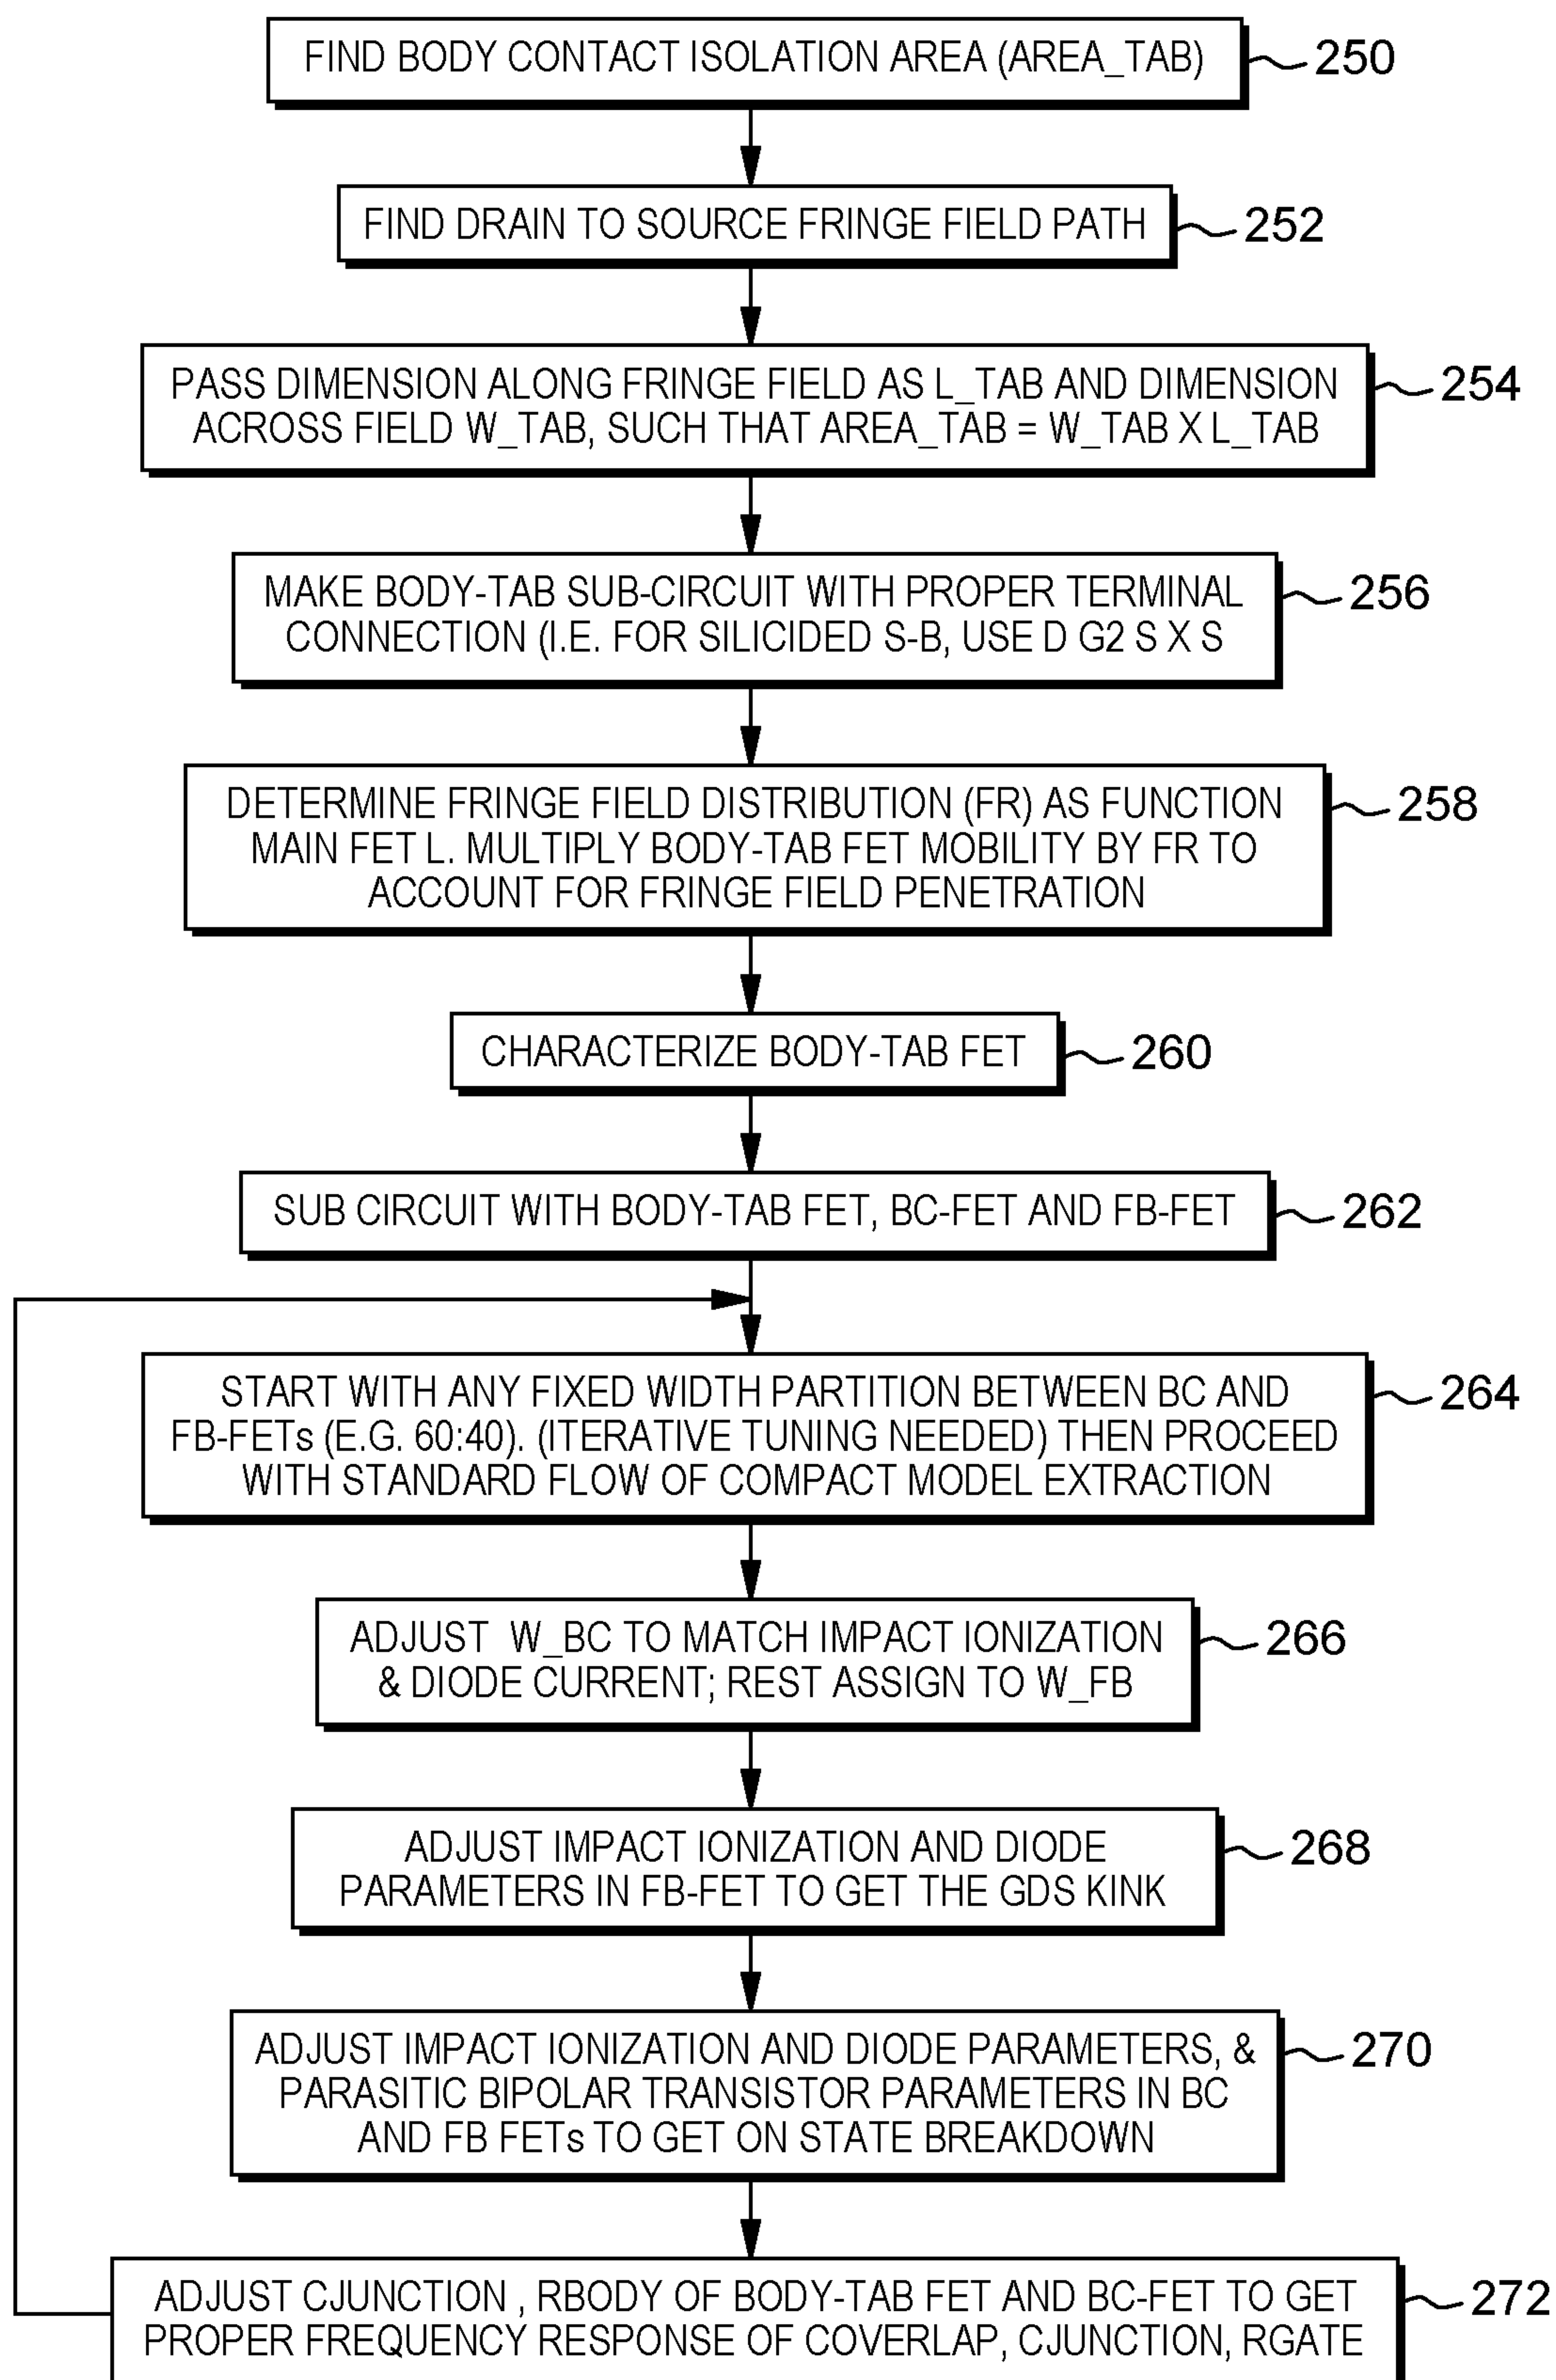 FIND BODY CONTACT ISOLATION AREA (AREA_TAB)
250
FIND DRAIN TO SOURCE FRINGE FIELD PATH
252
PASS DIMENSION ALONG FRINGE FIELD AS L_TAB AND DIMENSION
ACROSS FIELD W_TAB, SUCH THAT AREA_TAB = W_TAB X L_TAB
254
MAKE BODY-TAB SUB-CIRCUIT WITH PROPER TERMINAL
CONNECTION (I.E. FOR SILICIDED S-B, USE D G2 S X S
256
DETERMINE FRINGE FIELD DISTRIBUTION (FR) AS FUNCTION
MAIN FET L. MULTIPLY BODY-TAB FET MOBILITY BY FR TO
ACCOUNT FOR FRINGE FIELD PENETRATION
258
CHARACTERIZE BODY-TAB FET
260
SUB CIRCUIT WITH BODY-TAB FET, BC-FET AND FB-FET
262
START WITH ANY FIXED WIDTH PARTITION BETWEEN BC AND
FB-FETs (E.G. 60:40). (ITERATIVE TUNING NEEDED) THEN PROCEED
WITH STANDARD FLOW OF COMPACT MODEL EXTRACTION
264
ADJUST W_BC TO MATCH IMPACT IONIZATION
& DIODE CURRENT; REST ASSIGN TO W_FB
266
ADJUST IMPACT IONIZATION AND DIODE
PARAMETERS IN FB-FET TO GET THE GDS KINK
268
ADJUST IMPACT IONIZATION AND DIODE PARAMETERS, &
PARASITIC BIPOLAR TRANSISTOR PARAMETERS IN BC
AND FB FETs TO GET ON STATE BREAKDOWN
270
ADJUST CJUNCTION , RBODY OF BODY-TAB FET AND BC-FET TO GET
PROPER FREQUENCY RESPONSE OF COVERLAP, CJUNCTION, RGATE
272